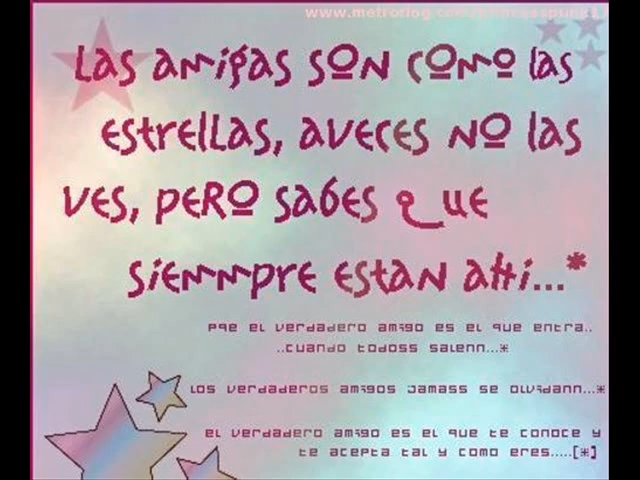 Las amigas son como las
estrellas, aveces no las
ves, pero sabes que
siemmpre estan ahi...*
pqe el verdadero amigo es el que entra..
..cuando todoss salenn...*
los verdaderos amigos jamass se olvidann...*
el verdadero amigo es el que te conoce y
te acepta tal y como eres.....[*]